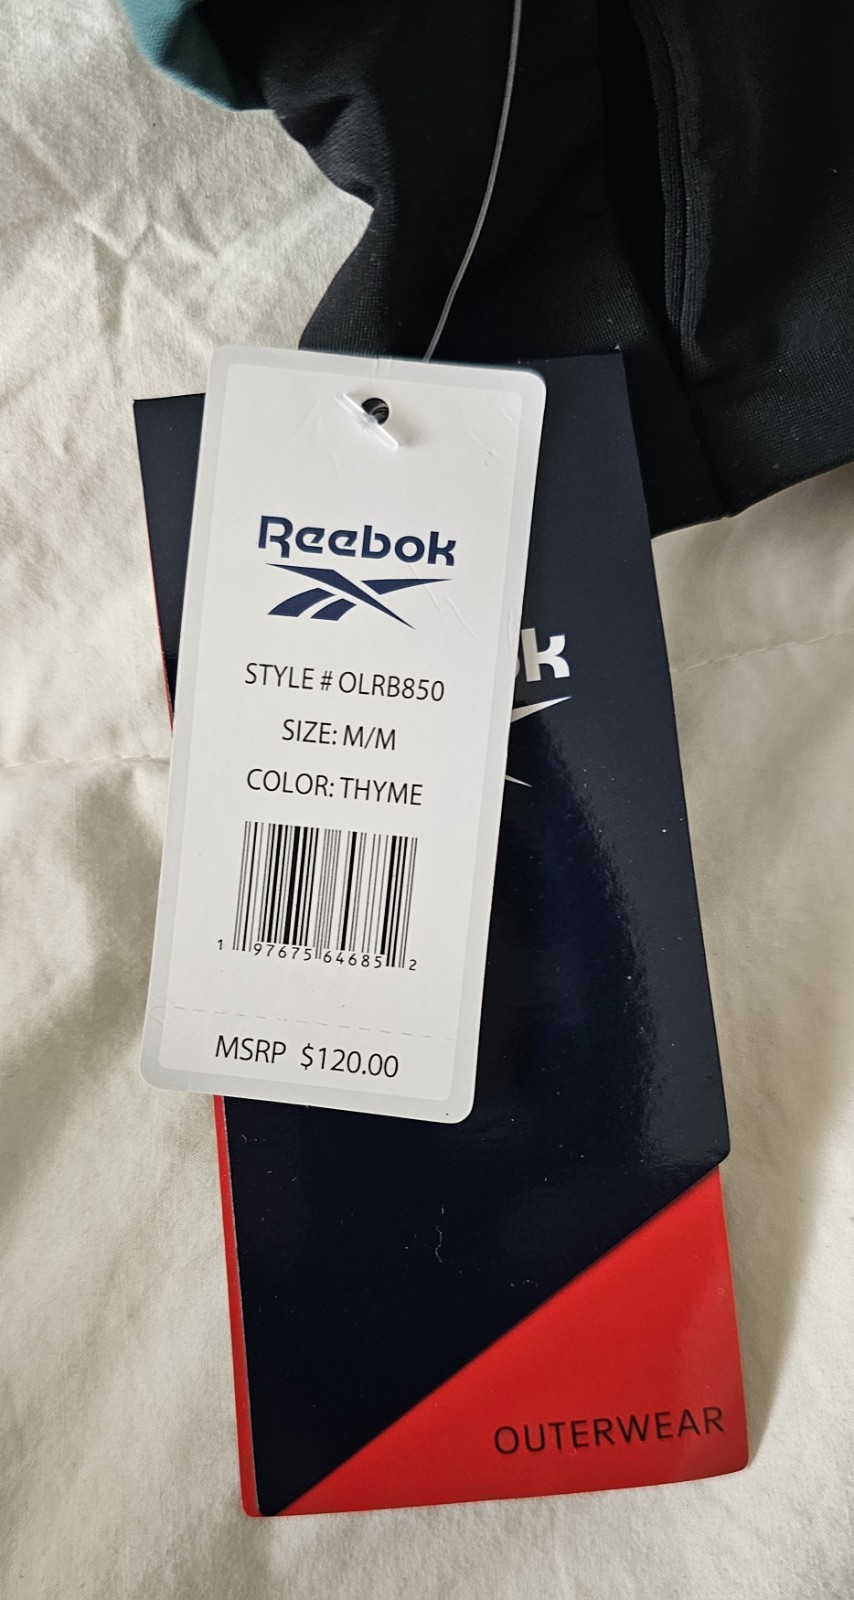 Reebok
STYLE # OLRB850
SIZE: M/M
COLOR: THYME
1 97675 64685 2
MSRP $120.00
OUTERWEAR